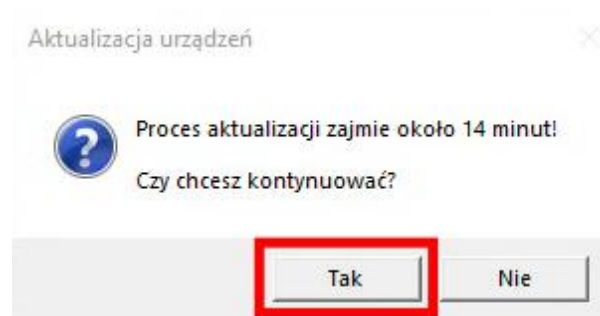 Aktualizacja urządzeń
Proces aktualizacji zajmie około 14 minut!
Czy chcesz kontynuować?
Tak
Nie